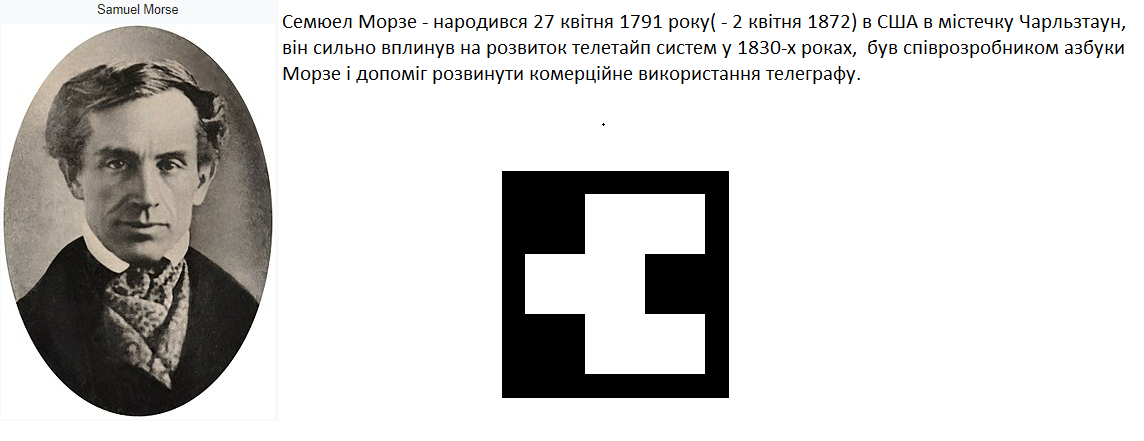 Samuel Morse
Семюел Морзе - народився 27 квітня 1791 року( - 2 квітня 1872) в США в містечку Чарльзтаун,
він сильно вплинув на розвиток телетайп систем у 1830-х роках,  був співрозробником азбуки
Морзе і допоміг розвинути комерційне використання телеграфу.
.